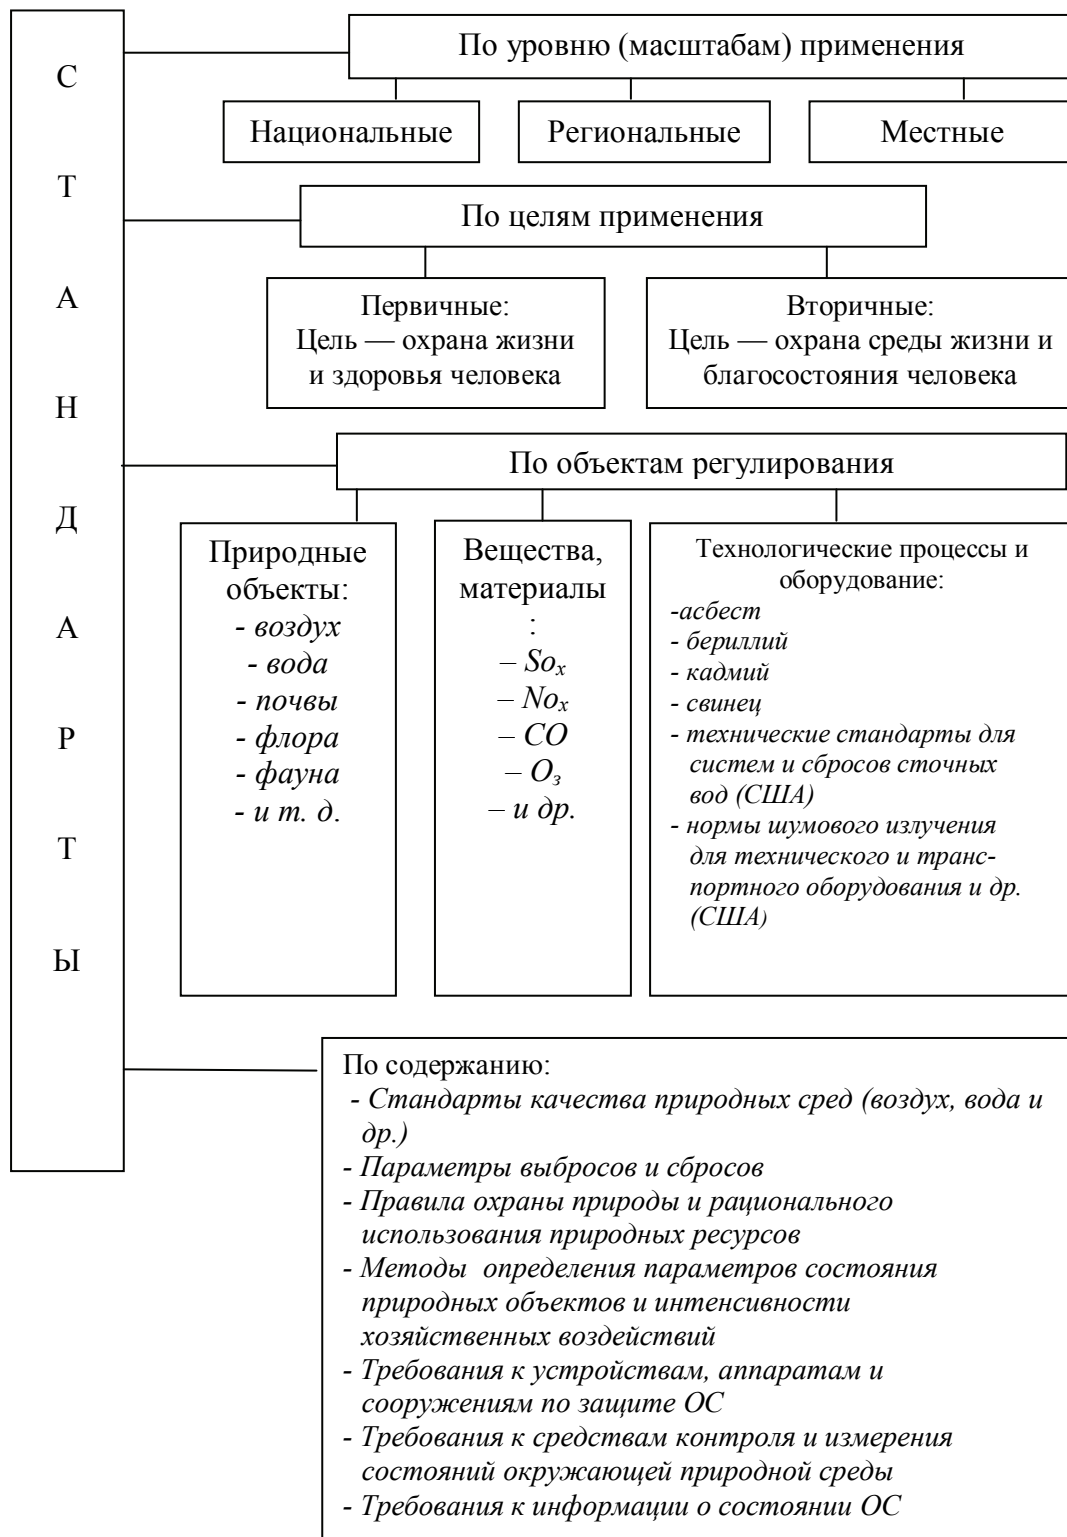 С
Т
А
Н
Д
А
Р
Т
Ы
По уровню (масштабам) применения
Национальные
Региональные
Местные
По целям применения
Первичные:
Цель — охрана жизни
и здоровья человека
Вторичные:
Цель — охрана среды жизни и
благосостояния человека
По объектам регулирования
Природные
объекты:
- воздух
- вода
- почвы
- флора
- фауна
- и т. д.
Вещества,
материалы
:
– Soₓ
– Noₓ
– CO
– O₃
– и др.
Технологические процессы и
оборудование:
-асбест
- бериллий
- кадмий
- свинец
- технические стандарты для
систем и сбросов сточных
вод (США)
- нормы шумового излучения
для технического и транс-
портного оборудования и др.
(США)
По содержанию:
- Стандарты качества природных сред (воздух, вода и
др.)
- Параметры выбросов и сбросов
- Правила охраны природы и рационального
использования природных ресурсов
- Методы определения параметров состояния
природных объектов и интенсивности
хозяйственных воздействий
- Требования к устройствам, аппаратам и
сооружениям по защите ОС
- Требования к средствам контроля и измерения
состояний окружающей природной среды
- Требования к информации о состоянии ОС